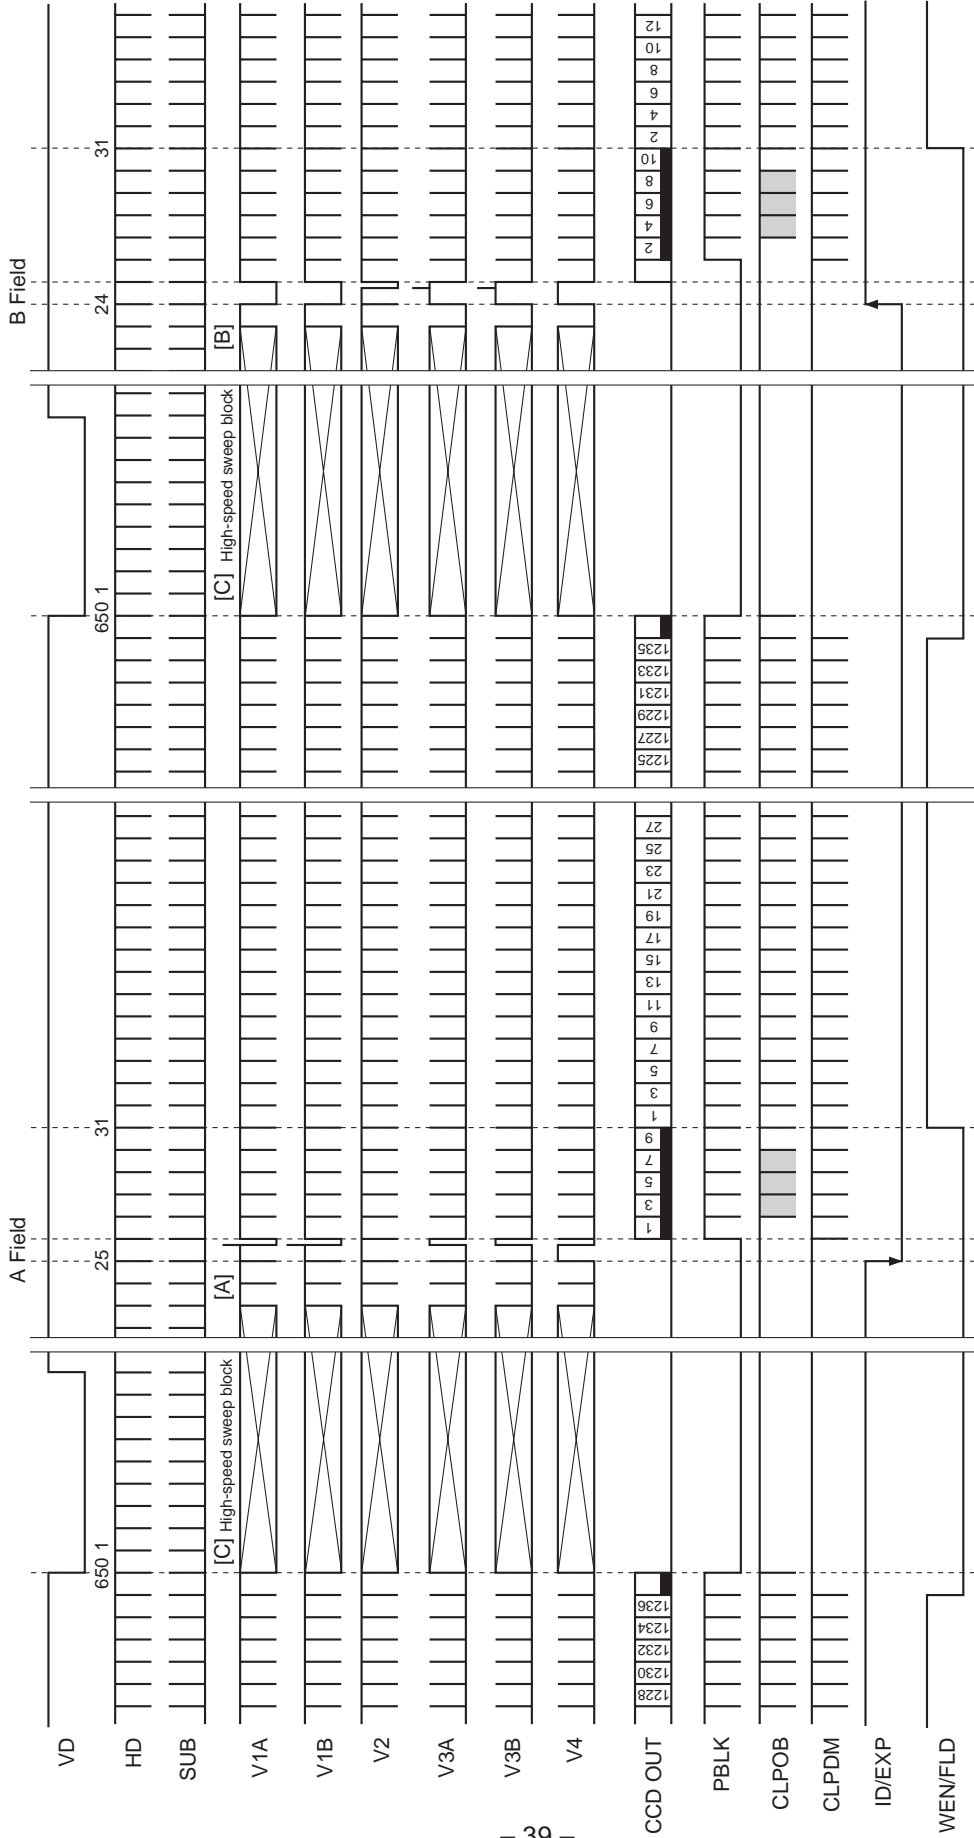 A Field
B Field
VD
650 1
25
31
650 1
24
31
HD
SUB
[C] High-speed sweep block
[A]
[C] High-speed sweep block
[B]
V1A
V1B
V2
V3A
V3B
V4
CCD OUT
1228 1230 1232 1234 1236
1 3 5 7 9 1 3 5 7 9 11 13 15 17 19 21 23 25 27
1225 1227 1229 1231 1233 1235
2 4 6 8 10 2 4 6 8 10 12
PBLK
CLPOB
CLPDM
ID/EXP
WEN/FLD
– 39 –